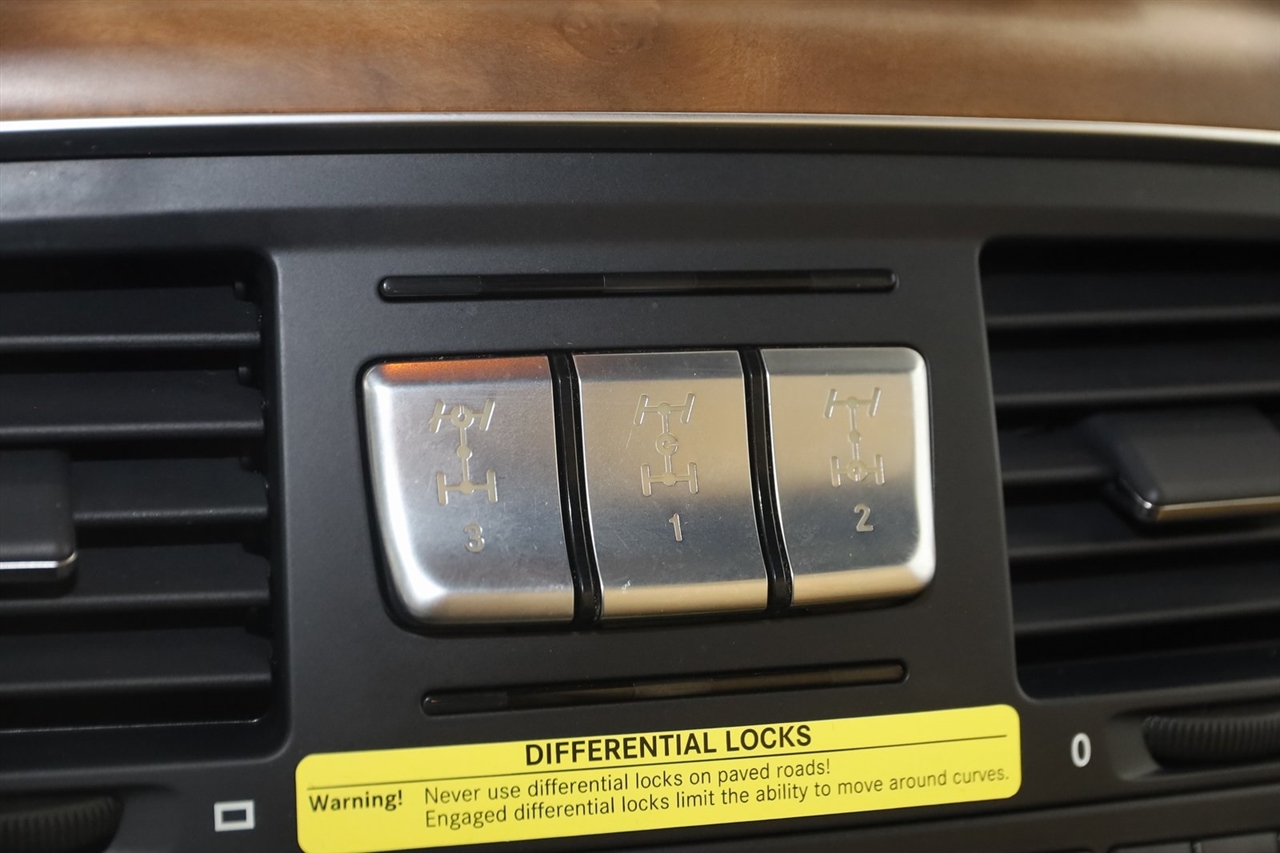 3
1
2
DIFFERENTIAL LOCKS
Warning! Never use differential locks on paved roads!
Engaged differential locks limit the ability to move around curves.
0